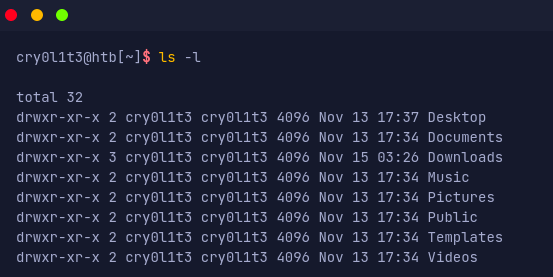 cry0l1t3@htb[~]$ ls -l
total 32
drwxr-xr-x 2 cry0l1t3 cry0l1t3 4096 Nov 13 17:37 Desktop
drwxr-xr-x 2 cry0l1t3 cry0l1t3 4096 Nov 13 17:34 Documents
drwxr-xr-x 3 cry0l1t3 cry0l1t3 4096 Nov 15 03:26 Downloads
drwxr-xr-x 2 cry0l1t3 cry0l1t3 4096 Nov 13 17:34 Music
drwxr-xr-x 2 cry0l1t3 cry0l1t3 4096 Nov 13 17:34 Pictures
drwxr-xr-x 2 cry0l1t3 cry0l1t3 4096 Nov 13 17:34 Public
drwxr-xr-x 2 cry0l1t3 cry0l1t3 4096 Nov 13 17:34 Templates
drwxr-xr-x 2 cry0l1t3 cry0l1t3 4096 Nov 13 17:34 Videos